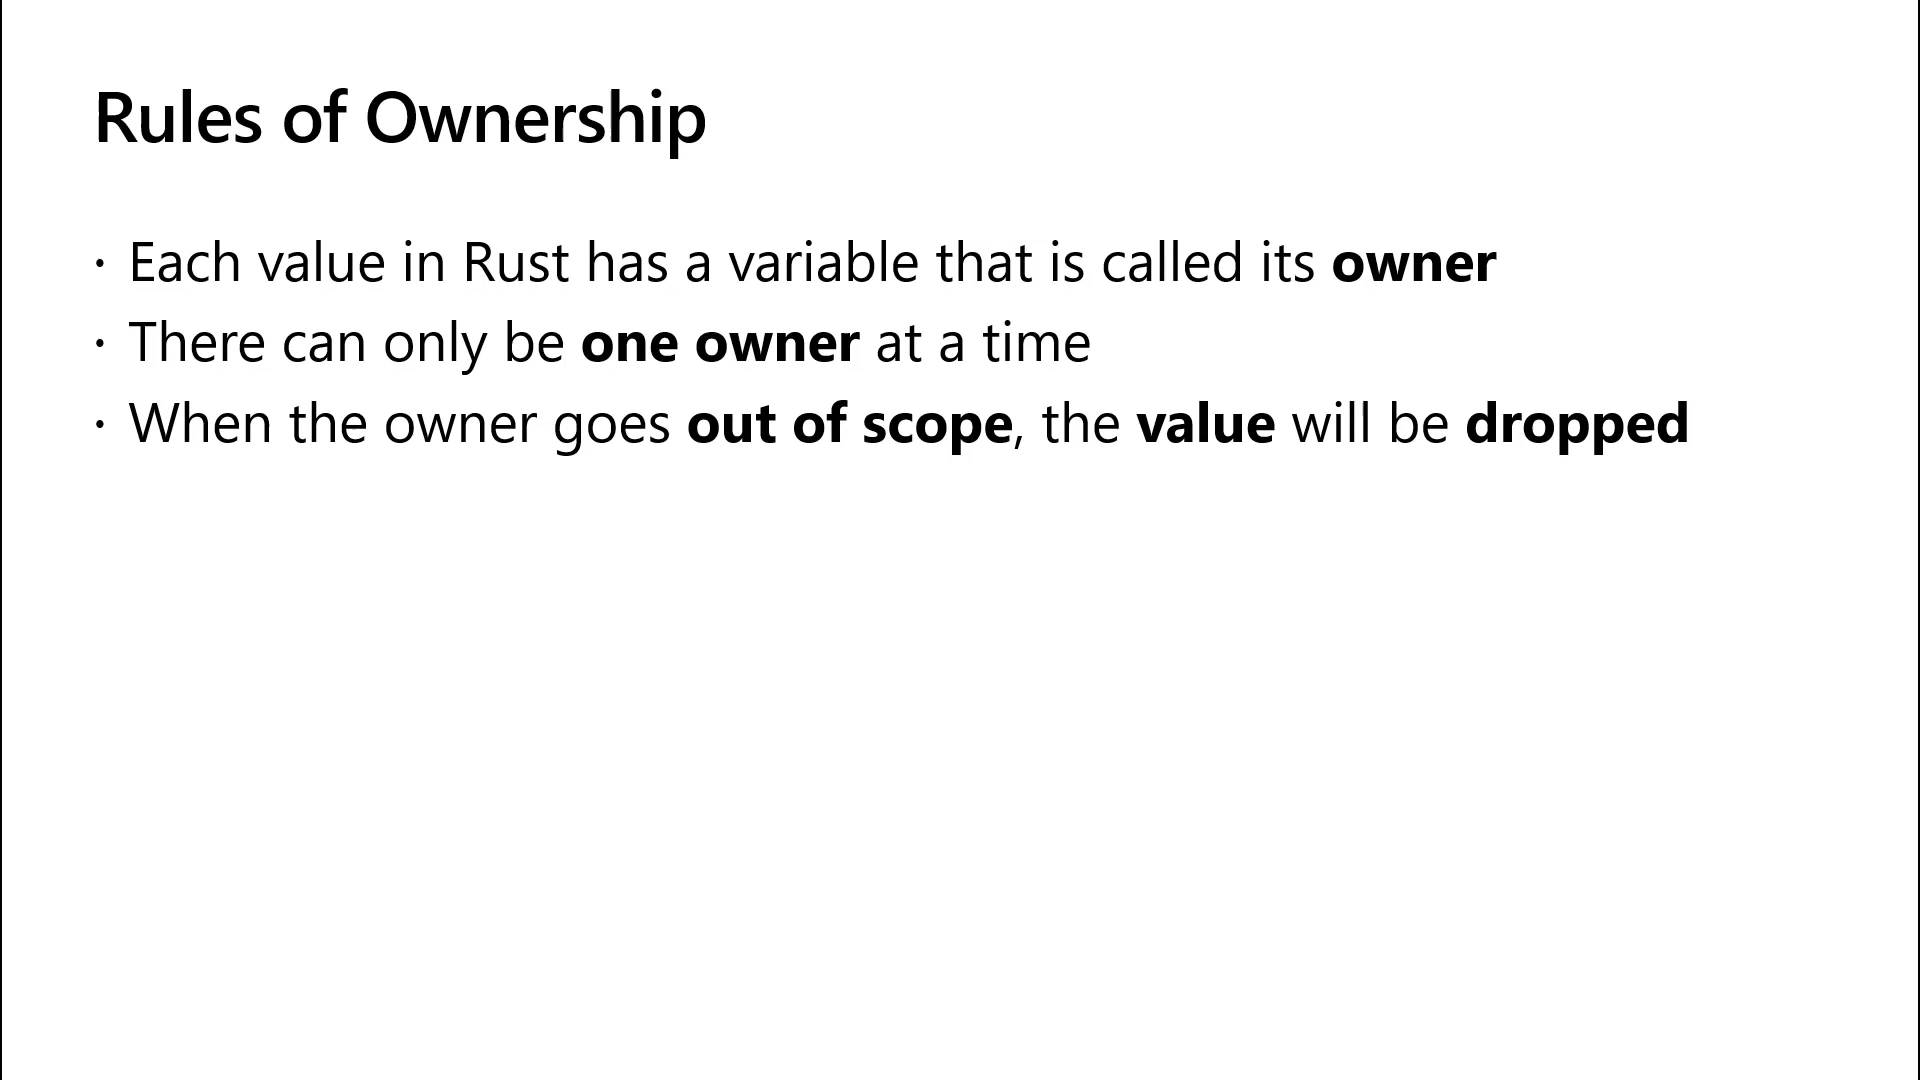 Rules of Ownership
· Each value in Rust has a variable that is called its owner
· There can only be one owner at a time
· When the owner goes out of scope, the value will be dropped